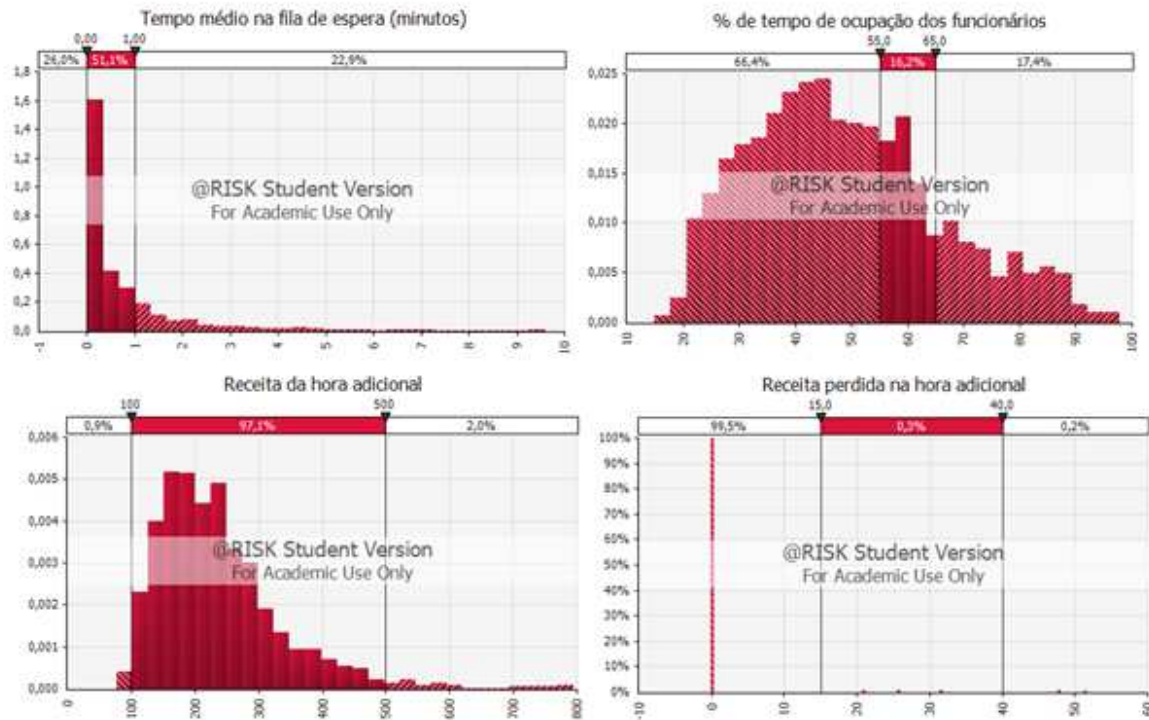 Tempo médio na fila de espera (minutos)
0,00 1,00
26,0% 51,1% 22,9%
1,8
1,6
1,4
1,2
1,0
0,8
0,6
0,4
0,2
0,0
-1 0 1 2 3 4 5 6 7 8 9 10
@RISK Student Version
For Academic Use Only
% de tempo de ocupação dos funcionários
55,0 65,0
66,4% 16,2% 17,4%
0,025
0,020
0,015
0,010
0,005
0,000
10 20 30 40 50 60 70 80 90 100
@RISK Student Version
For Academic Use Only
Receita da hora adicional
100 500
0,9% 97,1% 2,0%
0,006
0,005
0,004
0,003
0,002
0,001
0,000
0 100 200 300 400 500 600 700 800
@RISK Student Version
For Academic Use Only
Receita perdida na hora adicional
15,0 40,0
99,5% 0,3% 0,2%
100%
90%
80%
70%
60%
50%
40%
30%
20%
10%
0%
-10 0 10 20 30 40 50 60
@RISK Student Version
For Academic Use Only